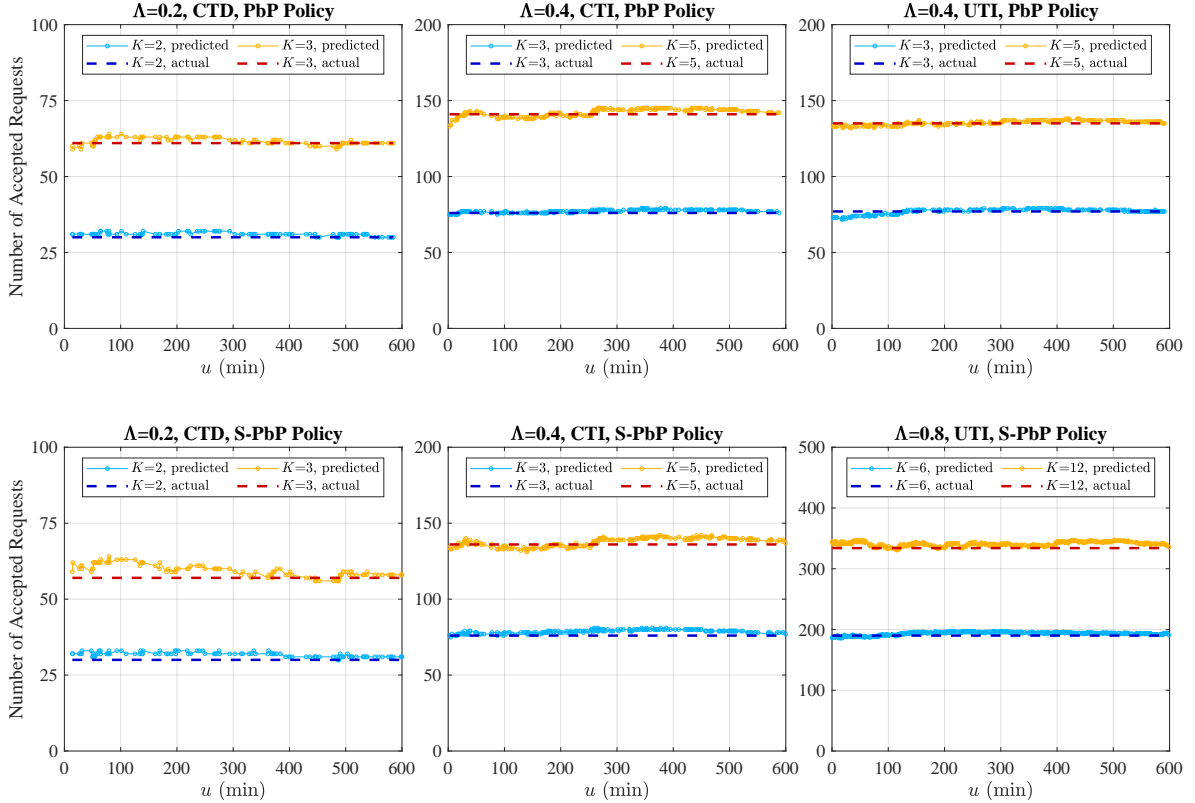 Λ=0.2, CTD, PbP Policy
K=2, predicted K=3, predicted
K=2, actual K=3, actual
Number of Accepted Requests
100
75
50
25
0
0 100 200 300 400 500 600
u (min)
Λ=0.4, CTI, PbP Policy
K=3, predicted K=5, predicted
K=3, actual K=5, actual
200
150
100
50
0
0 100 200 300 400 500 600
u (min)
Λ=0.4, UTI, PbP Policy
K=3, predicted K=5, predicted
K=3, actual K=5, actual
200
150
100
50
0
0 100 200 300 400 500 600
u (min)
Λ=0.2, CTD, S-PbP Policy
K=2, predicted K=3, predicted
K=2, actual K=3, actual
Number of Accepted Requests
100
75
50
25
0
0 100 200 300 400 500 600
u (min)
Λ=0.4, CTI, S-PbP Policy
K=3, predicted K=5, predicted
K=3, actual K=5, actual
200
150
100
50
0
0 100 200 300 400 500 600
u (min)
Λ=0.8, UTI, S-PbP Policy
K=6, predicted K=12, predicted
K=6, actual K=12, actual
500
400
300
200
100
0
0 100 200 300 400 500 600
u (min)